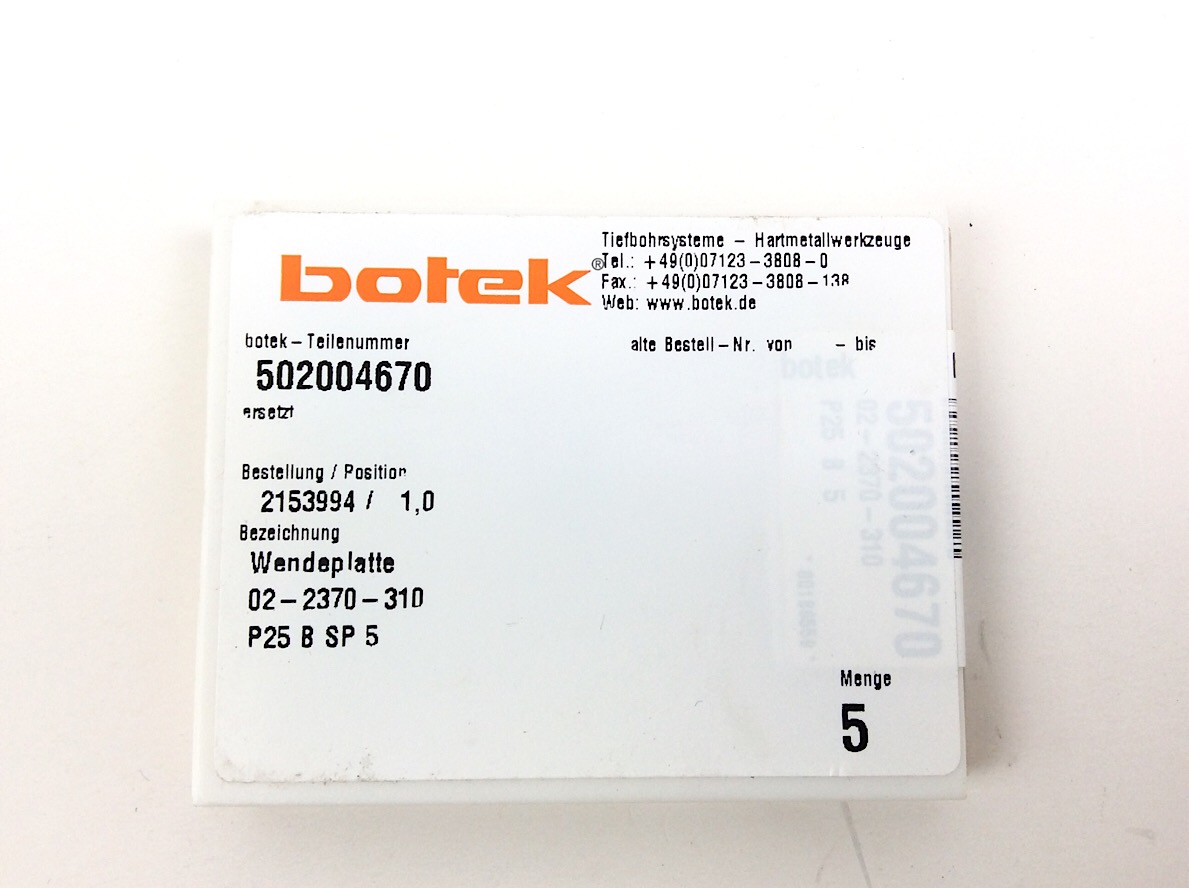 botek®
Tiefbohrsysteme – Hartmetallwerkzeuge
Tel.: +49(0)07123–3808–0
Fax.: +49(0)07123–3808–138
Web: www.botek.de
botek–Teilenummer
502004670
ersetzt
alte Bestell–Nr. von – bis
Bestellung / Position
2153994 / 1,0
Bezeichnung
Wendeplatte
02–2370–310
P25 B SP 5
Menge
5
botek
502004670
02–2370–310